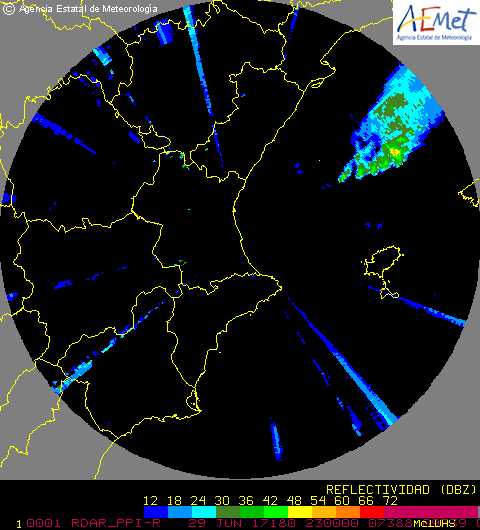 © Agencia Estatal de Meteorología
AEmet
Agencia Estatal de Meteorología
REFLECTIVIDAD (DBZ)
12 18 24 30 36 42 48 54 60 66 72
1 0001 RDAR_PPI-R 29 JUN 17180 230000